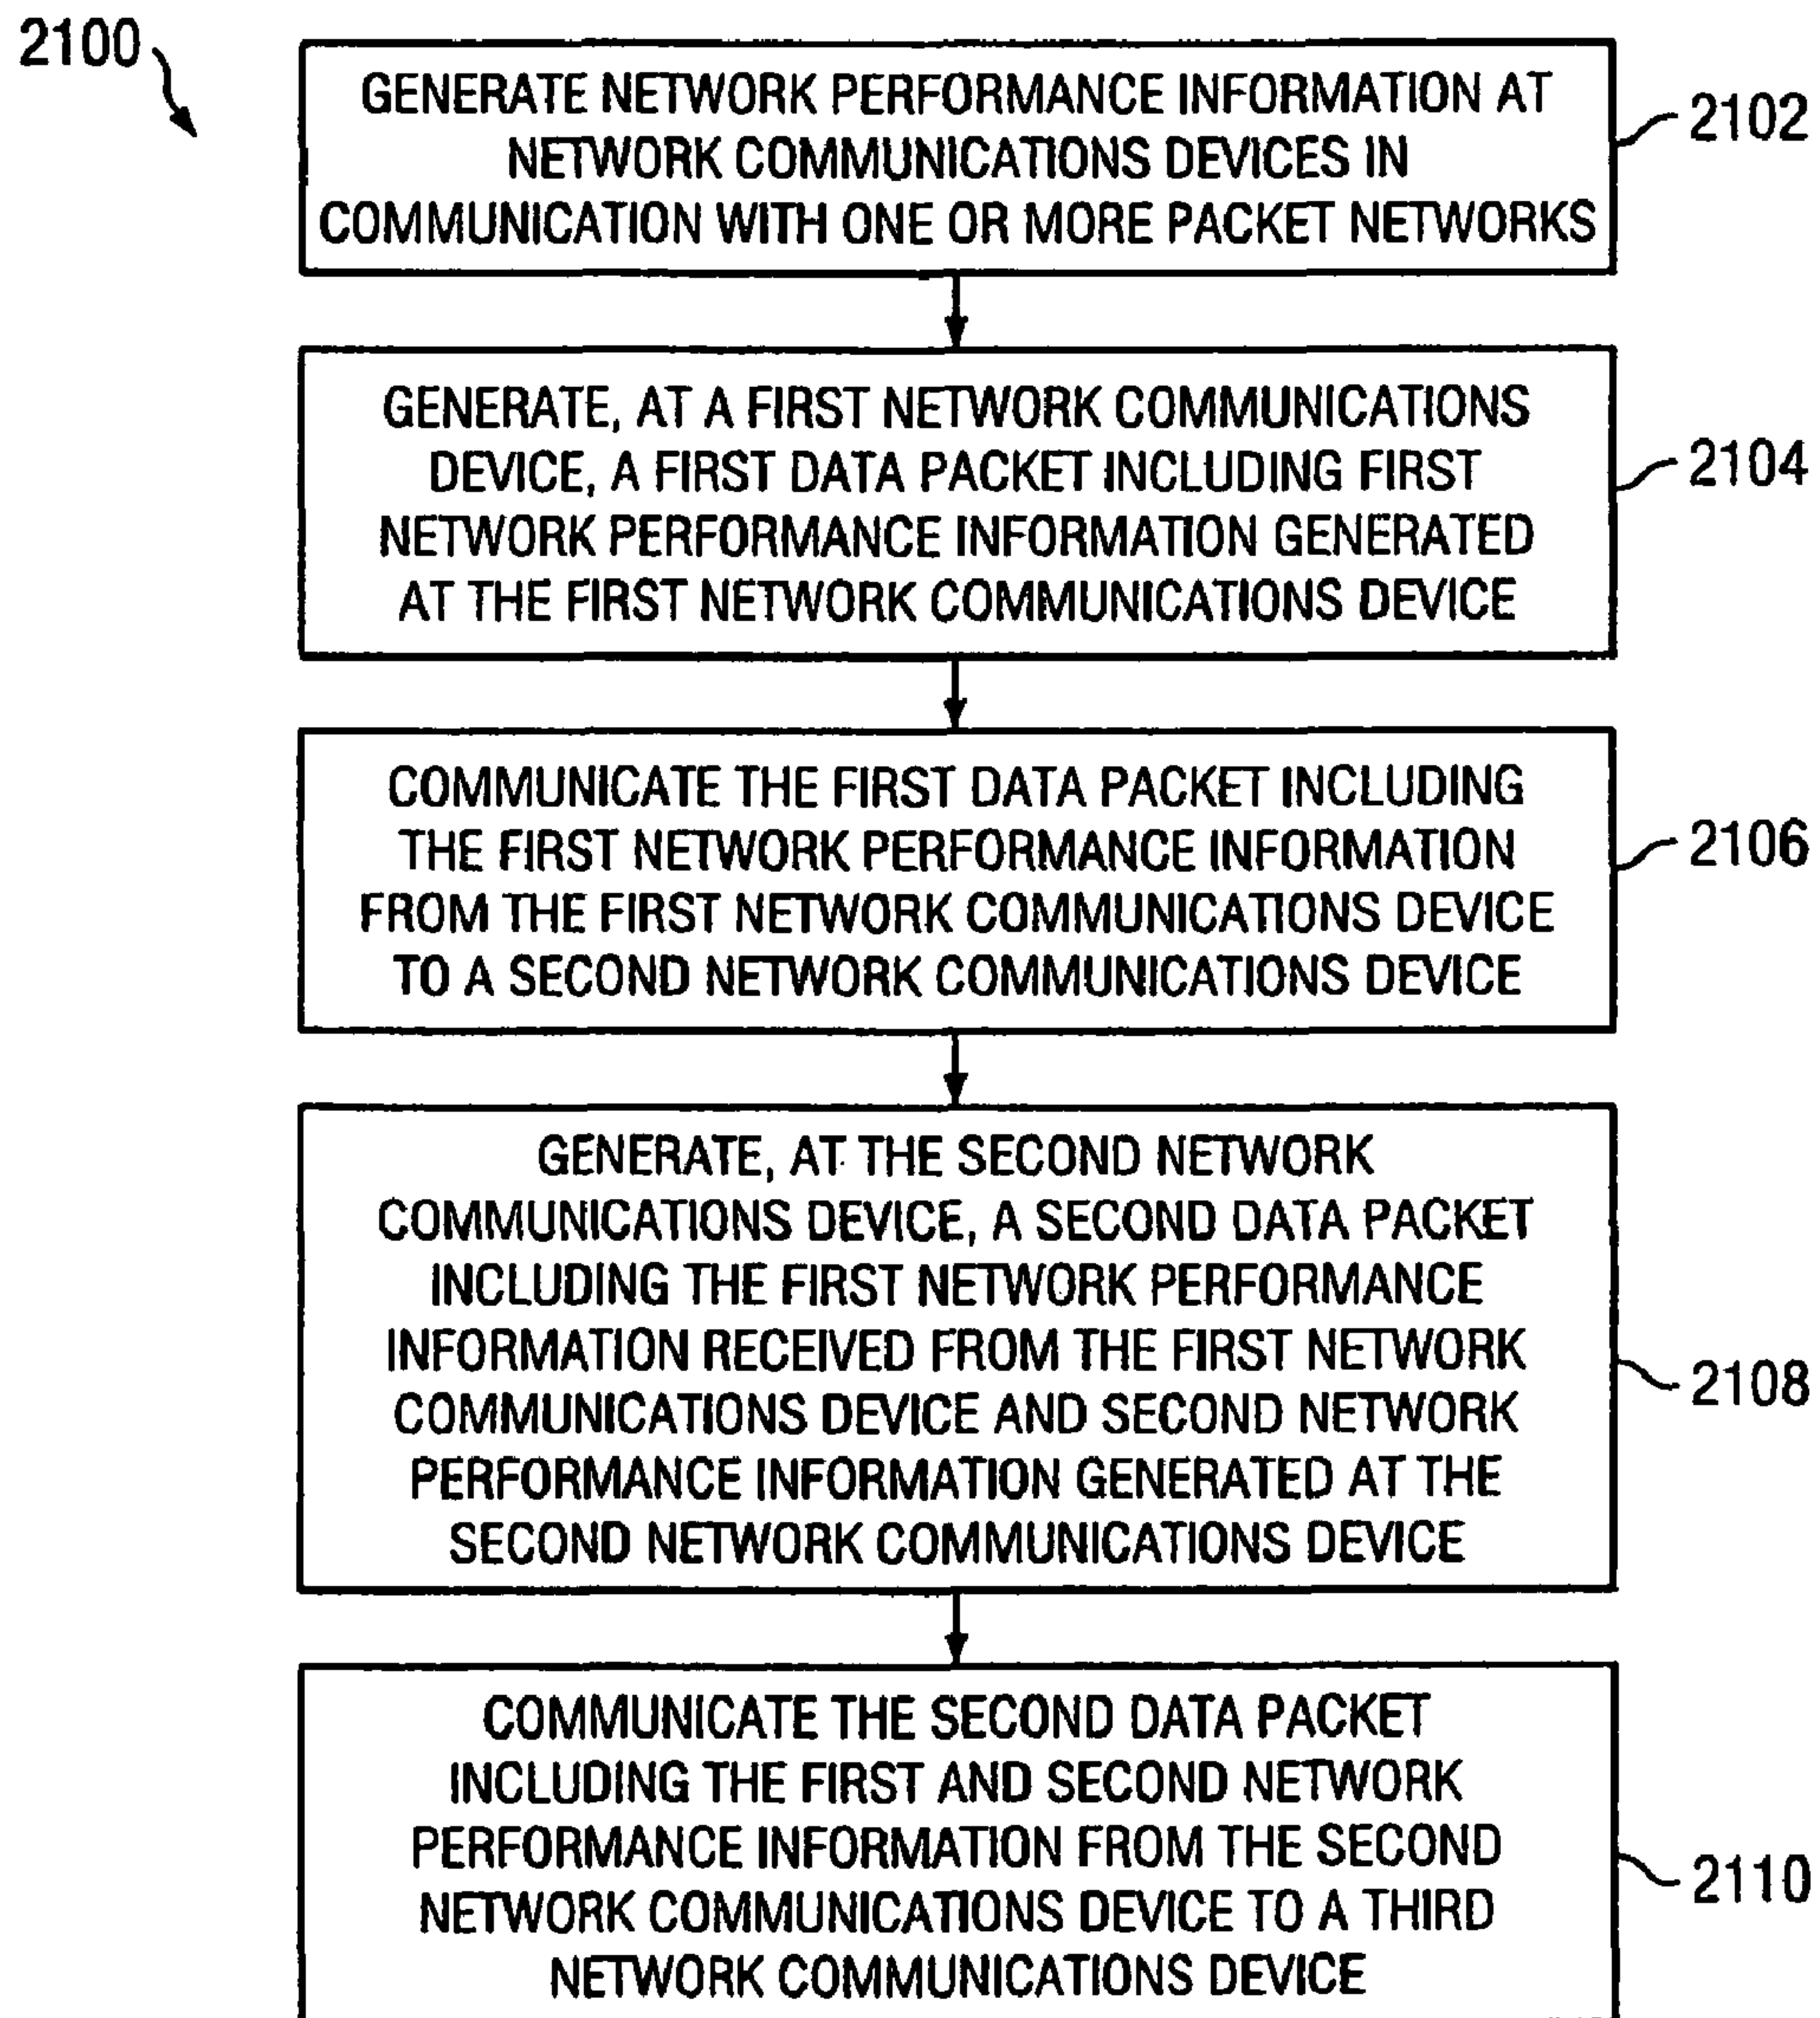 2100
GENERATE NETWORK PERFORMANCE INFORMATION AT
NETWORK COMMUNICATIONS DEVICES IN
COMMUNICATION WITH ONE OR MORE PACKET NETWORKS
2102
GENERATE, AT A FIRST NETWORK COMMUNICATIONS
DEVICE, A FIRST DATA PACKET INCLUDING FIRST
NETWORK PERFORMANCE INFORMATION GENERATED
AT THE FIRST NETWORK COMMUNICATIONS DEVICE
2104
COMMUNICATE THE FIRST DATA PACKET INCLUDING
THE FIRST NETWORK PERFORMANCE INFORMATION
FROM THE FIRST NETWORK COMMUNICATIONS DEVICE
TO A SECOND NETWORK COMMUNICATIONS DEVICE
2106
GENERATE, AT THE SECOND NETWORK
COMMUNICATIONS DEVICE, A SECOND DATA PACKET
INCLUDING THE FIRST NETWORK PERFORMANCE
INFORMATION RECEIVED FROM THE FIRST NETWORK
COMMUNICATIONS DEVICE AND SECOND NETWORK
PERFORMANCE INFORMATION GENERATED AT THE
SECOND NETWORK COMMUNICATIONS DEVICE
2108
COMMUNICATE THE SECOND DATA PACKET
INCLUDING THE FIRST AND SECOND NETWORK
PERFORMANCE INFORMATION FROM THE SECOND
NETWORK COMMUNICATIONS DEVICE TO A THIRD
NETWORK COMMUNICATIONS DEVICE
2110